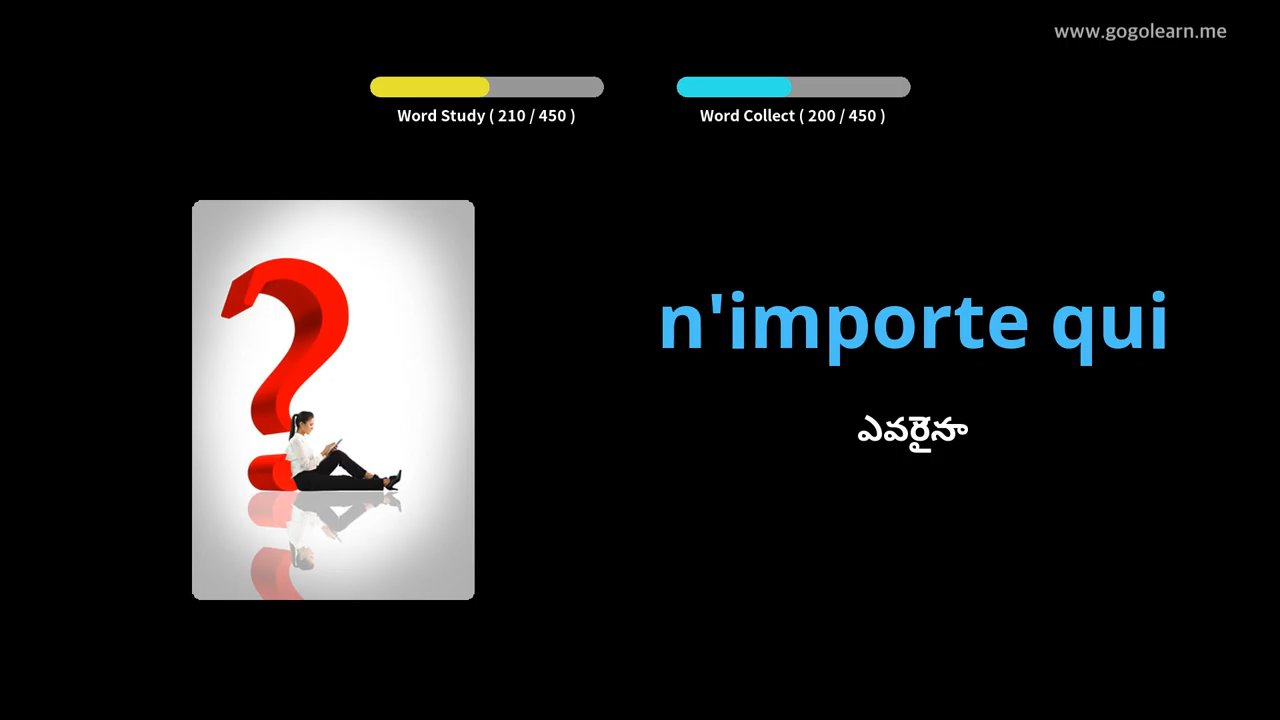 www.gogolearn.me
Word Study ( 210 / 450 )
Word Collect ( 200 / 450 )
n'importe qui
ఎవరైనా